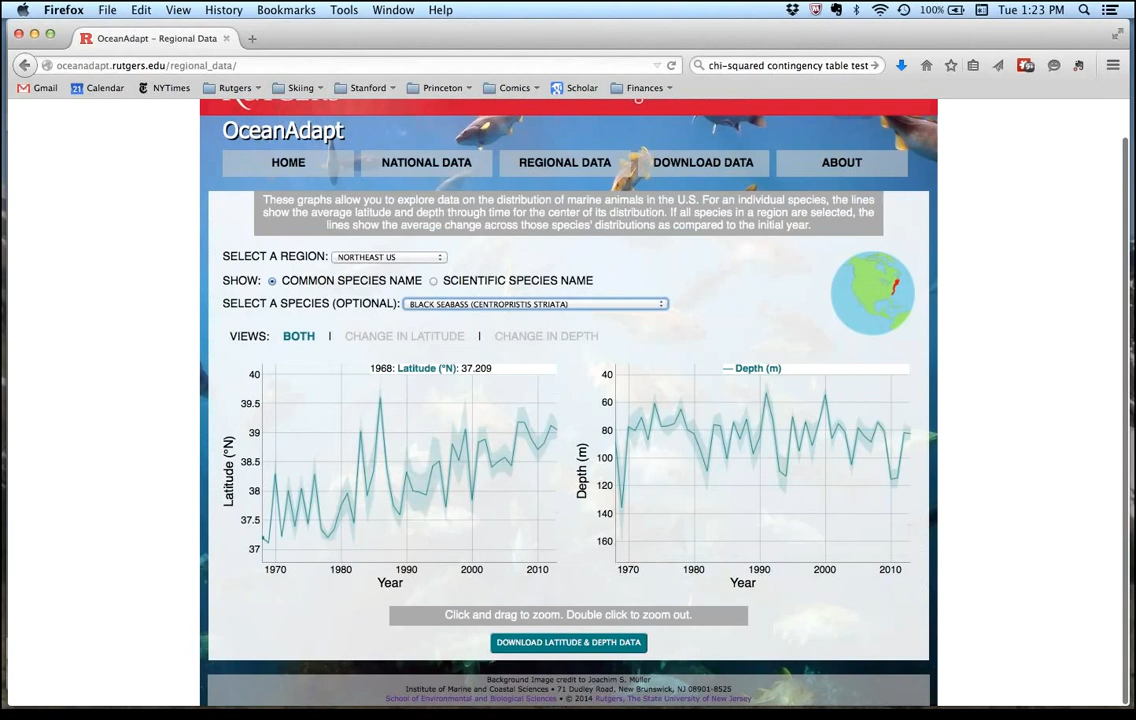 Firefox File Edit View History Bookmarks Tools Window Help 100% Tue 1:23 PM
OceanAdapt - Regional Data
oceanadapt.rutgers.edu/regional_data/ chi-squared contingency table test
Gmail Calendar NYTimes Rutgers Skiing Stanford Princeton Comics Scholar Finances
OceanAdapt
HOME NATIONAL DATA REGIONAL DATA DOWNLOAD DATA ABOUT
These graphs allow you to explore data on the distribution of marine animals in the U.S. For an individual species, the lines
show the average latitude and depth through time for the center of its distribution. If all species in a region are selected, the
lines show the average change across those species' distributions as compared to the initial year.
SELECT A REGION: NORTHEAST US
SHOW: COMMON SPECIES NAME SCIENTIFIC SPECIES NAME
SELECT A SPECIES (OPTIONAL): BLACK SEABASS (CENTROPRISTIS STRIATA)
VIEWS: BOTH | CHANGE IN LATITUDE | CHANGE IN DEPTH
1968: Latitude (°N): 37.209
40
39.5
39
38.5
38
37.5
37
Latitude (°N)
1970 1980 1990 2000 2010
Year
Depth (m)
40
60
80
100
120
140
160
Depth (m)
1970 1980 1990 2000 2010
Year
Click and drag to zoom. Double click to zoom out.
DOWNLOAD LATITUDE & DEPTH DATA
Background Image credit to Joachim S. Müller
Institute of Marine and Coastal Sciences • 71 Dudley Road, New Brunswick, NJ 08901-8525
School of Environmental and Biological Sciences • © 2014 Rutgers, The State University of New Jersey